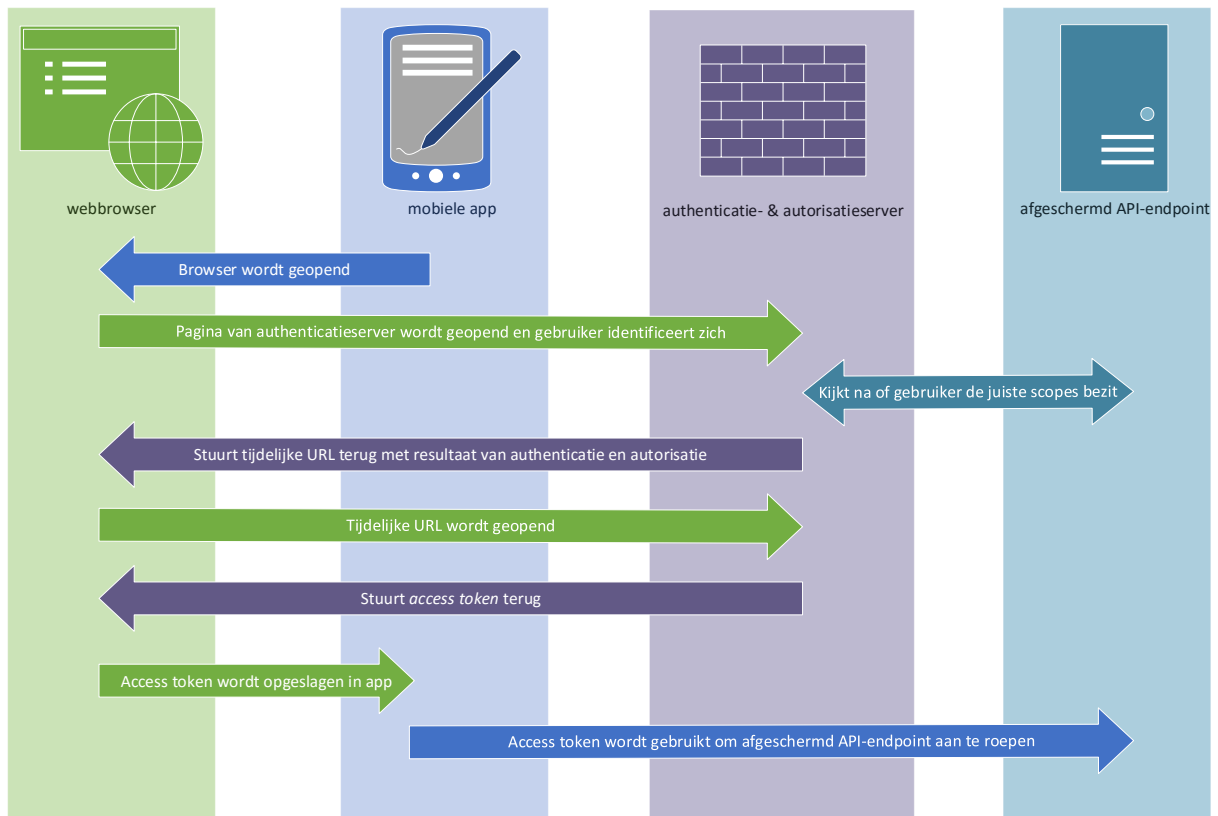 webbrowser
mobiele app
authenticatie- & autorisatieserver
afgeschermd API-endpoint
Browser wordt geopend
Pagina van authenticatieserver wordt geopend en gebruiker identificeert zich
Kijkt na of gebruiker de juiste scopes bezit
Stuurt tijdelijke URL terug met resultaat van authenticatie en autorisatie
Tijdelijke URL wordt geopend
Stuurt access token terug
Access token wordt opgeslagen in app
Access token wordt gebruikt om afgeschermd API-endpoint aan te roepen